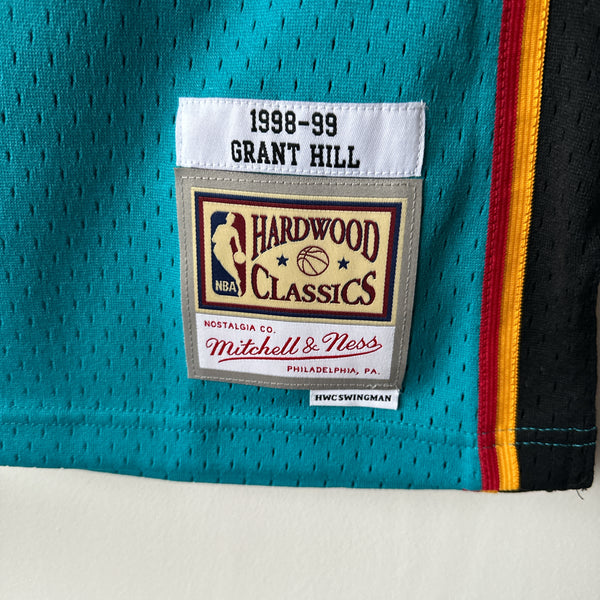 1998-99
GRANT HILL
HARDWOOD
CLASSICS
NBA
NOSTALGIA CO.
Mitchell & Ness
PHILADELPHIA, PA.
HWC SWINGMAN